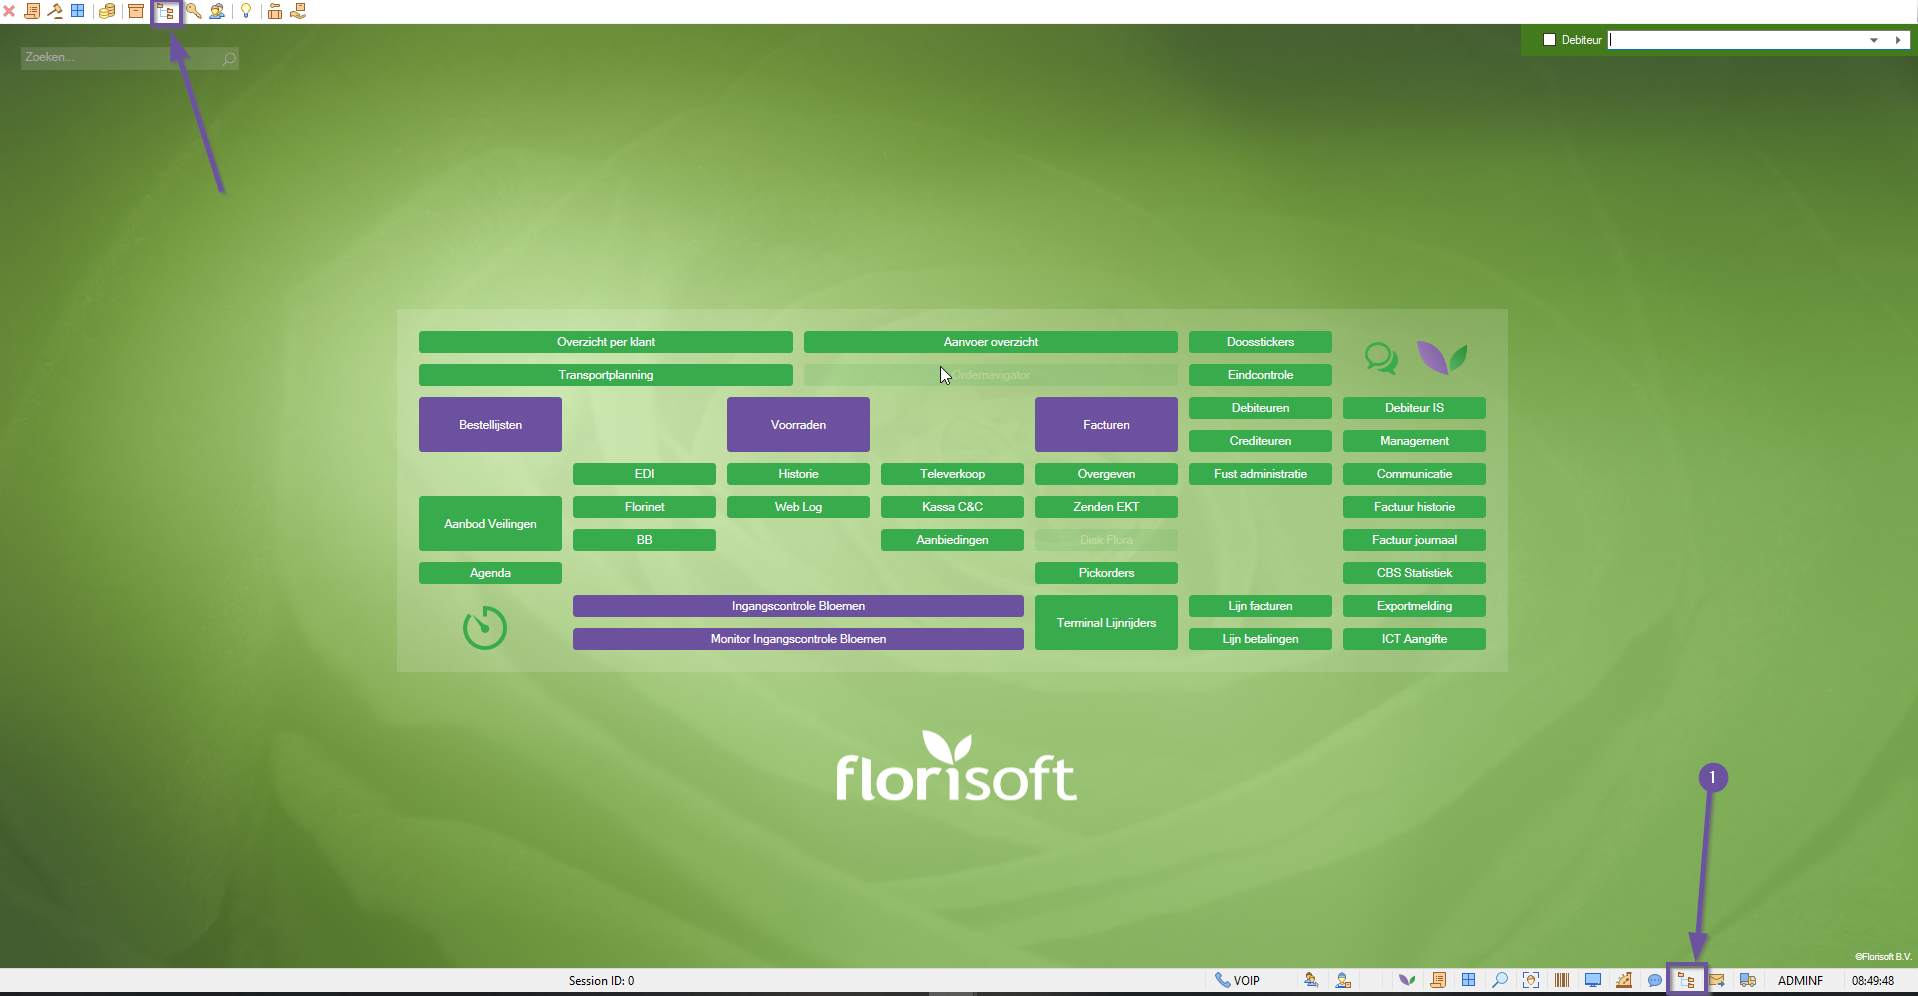 Zoeken...
Debiteur
Overzicht per klant
Aanvoer overzicht
Doosstickers
Transportplanning
Ordernavigator
Eindcontrole
Bestellijsten
Voorraden
Facturen
Debiteuren
Debiteur IS
Crediteuren
Management
EDI
Historie
Televerkoop
Overgeven
Fust administratie
Communicatie
Aanbod Veilingen
Florinet
Web Log
Kassa C&C
Zenden EKT
Factuur historie
BB
Aanbiedingen
Diek Flora
Factuur journaal
Agenda
Pickorders
CBS Statistiek
Ingangscontrole Bloemen
Terminal Lijnrijders
Lijn facturen
Exportmelding
Monitor Ingangscontrole Bloemen
Lijn betalingen
ICT Aangifte
florisoft
1
©Florisoft B.V.
Session ID: 0
VOIP
ADMINF
08:49:48